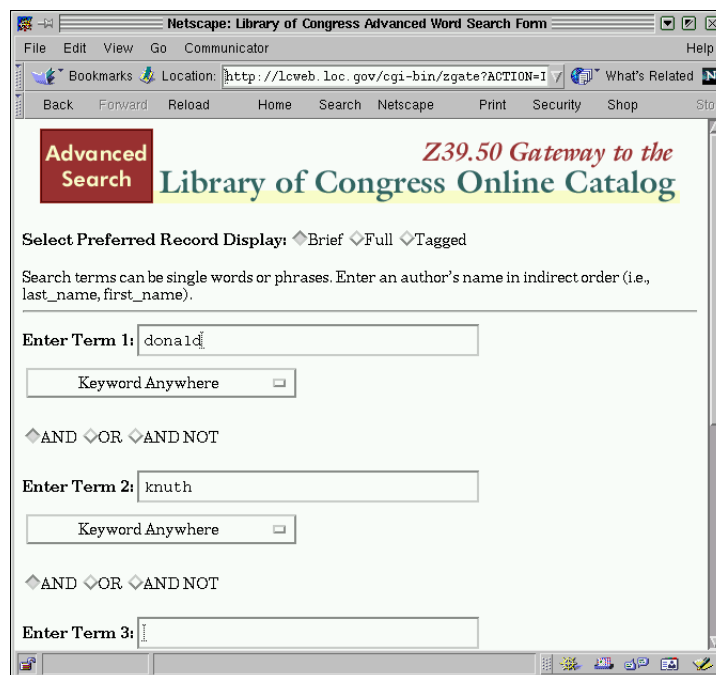 Netscape: Library of Congress Advanced Word Search Form
File Edit View Go Communicator Help
Bookmarks Location: http://lcweb.loc.gov/cgi-bin/zgate?ACTION=I What's Related N
Back Forward Reload Home Search Netscape Print Security Shop Sto
Advanced Search
Z39.50 Gateway to the
Library of Congress Online Catalog
Select Preferred Record Display: Brief Full Tagged
Search terms can be single words or phrases. Enter an author's name in indirect order (i.e.,
last_name, first_name).
Enter Term 1: donald
Keyword Anywhere
AND OR AND NOT
Enter Term 2: knuth
Keyword Anywhere
AND OR AND NOT
Enter Term 3: